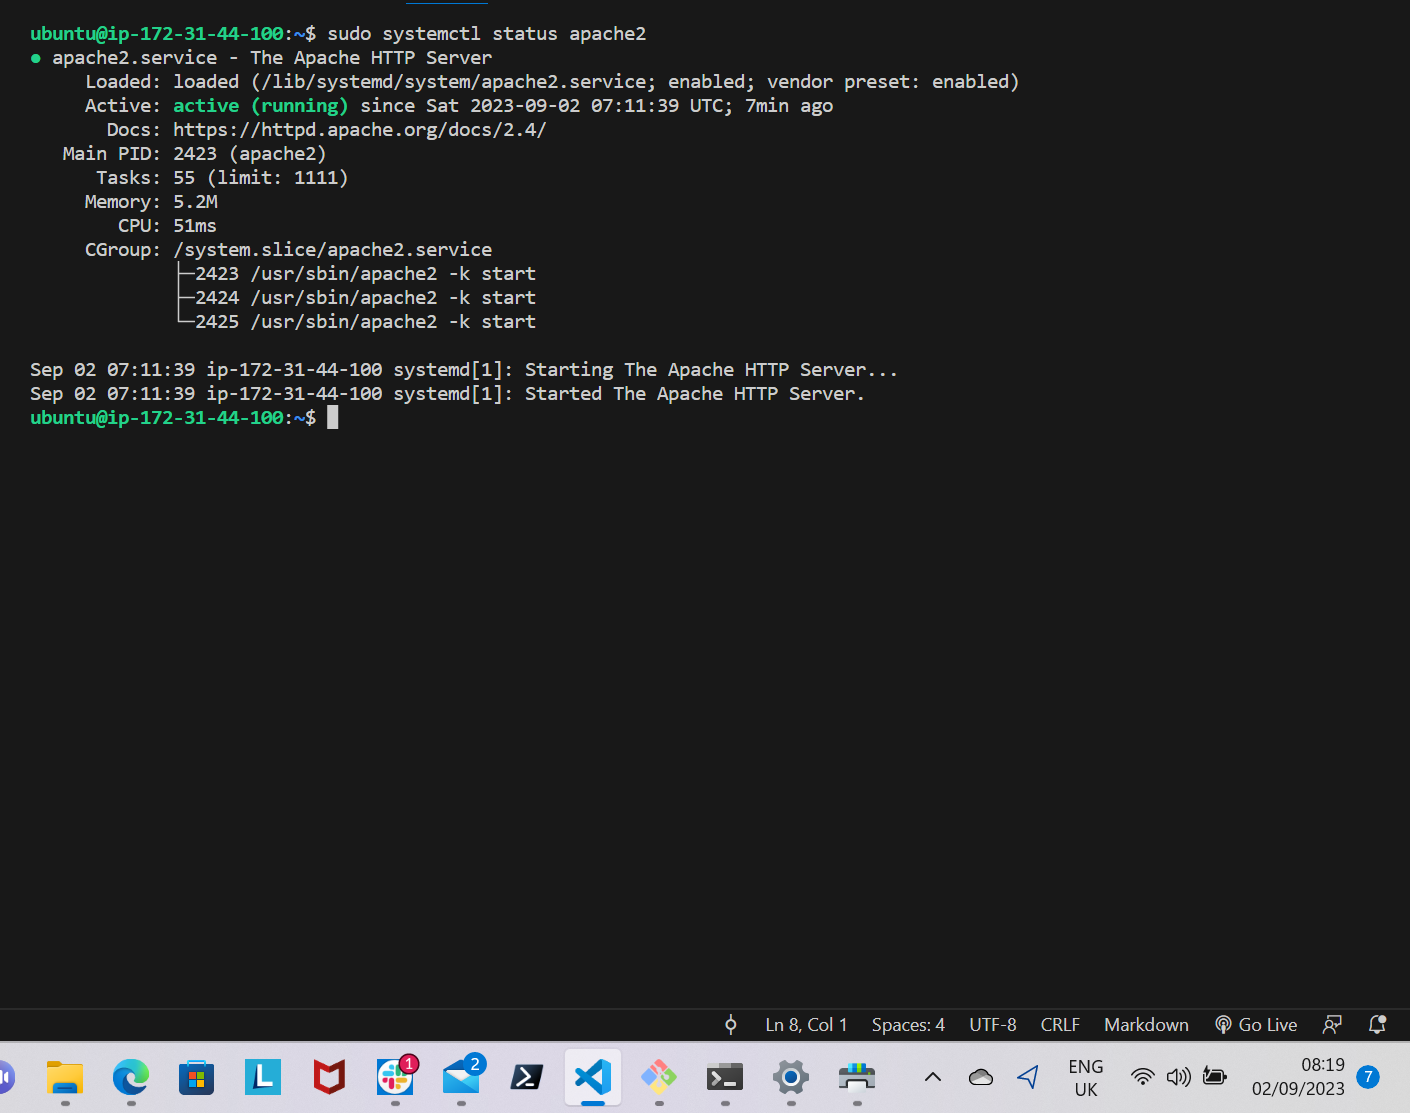 ubuntu@ip-172-31-44-100:~$ sudo systemctl status apache2
● apache2.service - The Apache HTTP Server
     Loaded: loaded (/lib/systemd/system/apache2.service; enabled; vendor preset: enabled)
     Active: active (running) since Sat 2023-09-02 07:11:39 UTC; 7min ago
       Docs: https://httpd.apache.org/docs/2.4/
   Main PID: 2423 (apache2)
      Tasks: 55 (limit: 1111)
     Memory: 5.2M
        CPU: 51ms
     CGroup: /system.slice/apache2.service
             ├─2423 /usr/sbin/apache2 -k start
             ├─2424 /usr/sbin/apache2 -k start
             └─2425 /usr/sbin/apache2 -k start
Sep 02 07:11:39 ip-172-31-44-100 systemd[1]: Starting The Apache HTTP Server...
Sep 02 07:11:39 ip-172-31-44-100 systemd[1]: Started The Apache HTTP Server.
ubuntu@ip-172-31-44-100:~$
Ln 8, Col 1 Spaces: 4 UTF-8 CRLF Markdown Go Live
L 1 2
ENG
UK
08:19
02/09/2023
7